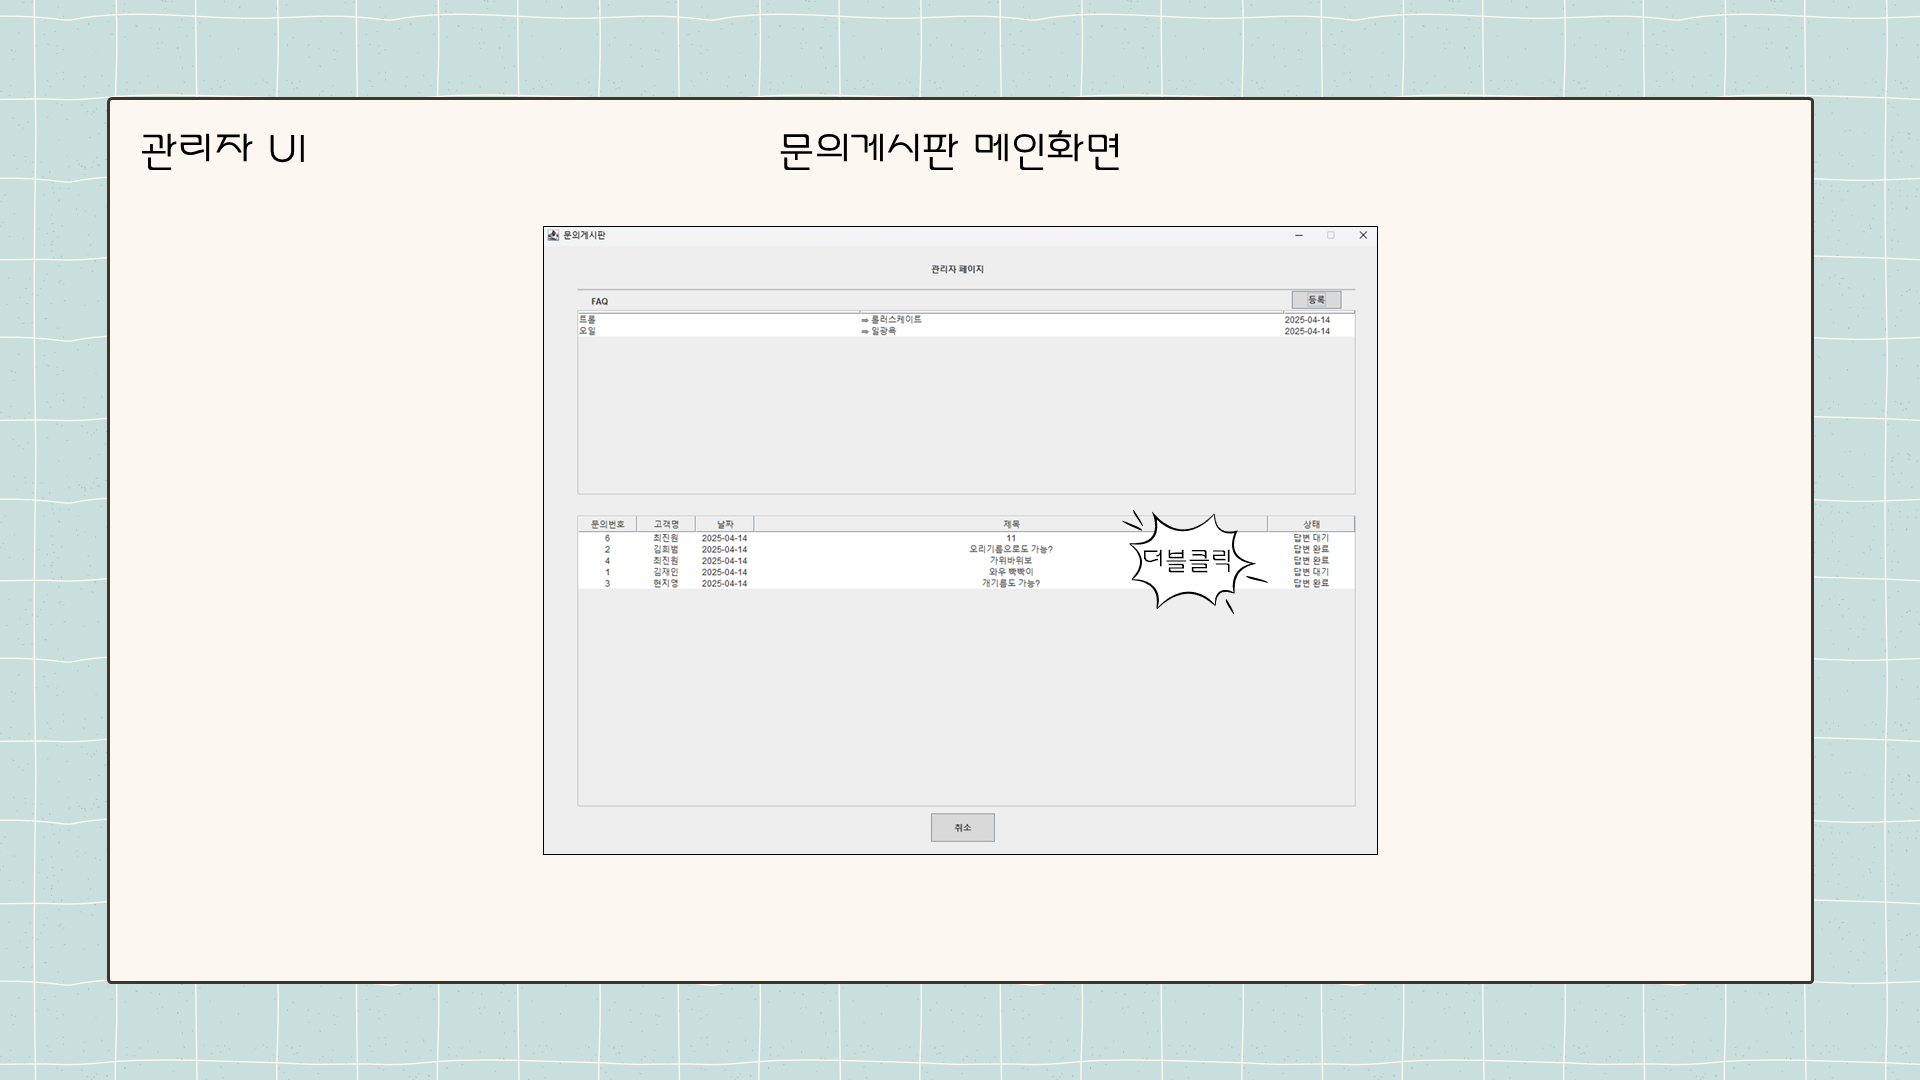 관리자 UI
문의게시판 메인화면
문의게시판
관리자 페이지
FAQ
등록
트롤 ⇒ 롤러스케이트 2025-04-14
오일 ⇒ 일광욕 2025-04-14
문의번호 고객명 날짜 제목 상태
6 최진원 2025-04-14 11 답변 대기
2 김희범 2025-04-14 오리기름으로도 가능? 답변 완료
4 최진원 2025-04-14 가위바위보 답변 완료
1 김재인 2025-04-14 와우 빡빡이 답변 대기
3 현지영 2025-04-14 개기름도 가능? 답변 완료
더블클릭
취소